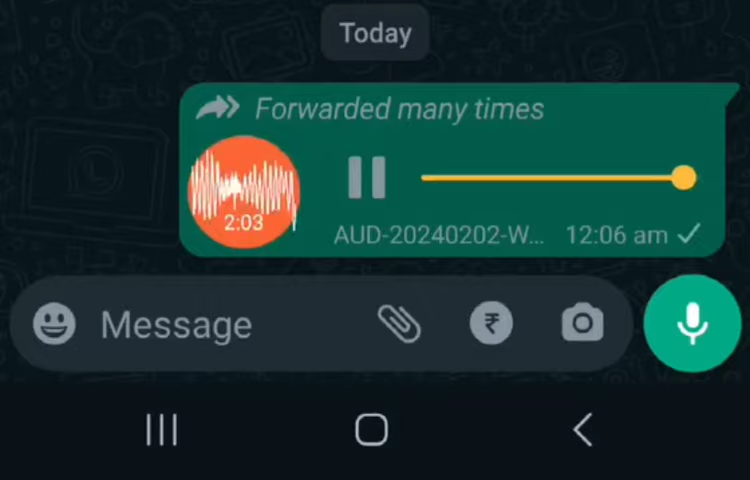 Today
Forwarded many times
2:03
AUD-20240202-W... 12:06 am
Message
₹